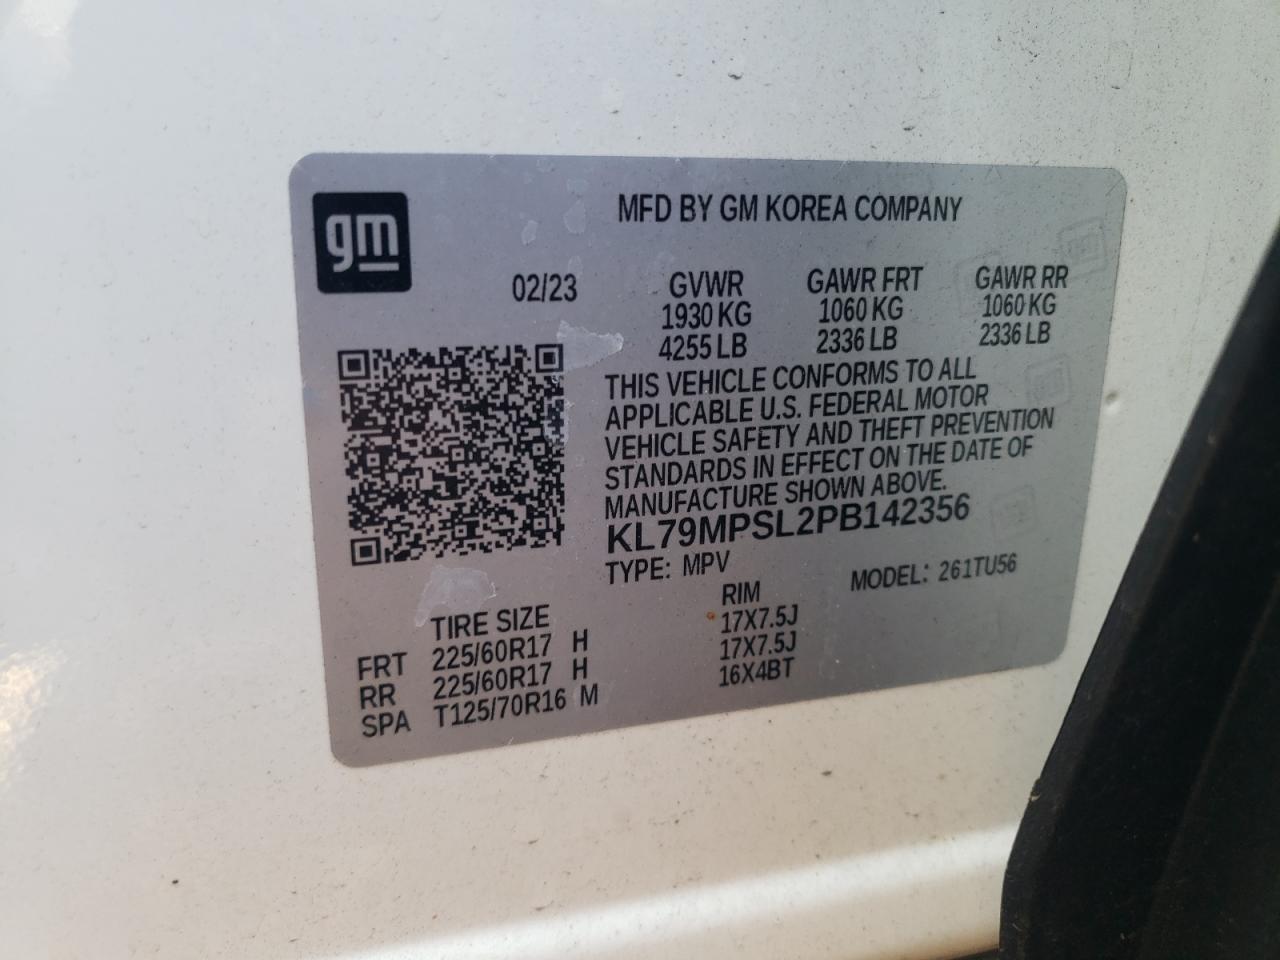 gm
MFD BY GM KOREA COMPANY
02/23 GVWR GAWR FRT GAWR RR
1930 KG 1060 KG 1060 KG
4255 LB 2336 LB 2336 LB
THIS VEHICLE CONFORMS TO ALL
APPLICABLE U.S. FEDERAL MOTOR
VEHICLE SAFETY AND THEFT PREVENTION
STANDARDS IN EFFECT ON THE DATE OF
MANUFACTURE SHOWN ABOVE.
KL79MPSL2PB142356
TYPE: MPV MODEL: 261TU56
TIRE SIZE RIM
FRT 225/60R17 H 17X7.5J
RR 225/60R17 H 17X7.5J
SPA T125/70R16 M 16X4BT